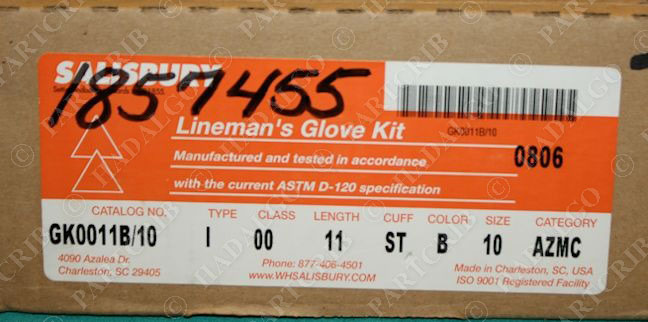 SALISBURY
1857455
Lineman's Glove Kit
GK0011B/10
Manufactured and tested in accordance
0806
with the current ASTM D-120 specification
CATALOG NO. TYPE CLASS LENGTH CUFF COLOR SIZE CATEGORY
GK0011B/10 I 00 11 ST B 10 AZMC
4090 Azalea Dr. Phone: 877-406-4501 Made in Charleston, SC, USA
Charleston, SC 29405 WWW.WHSALISBURY.COM ISO 9001 Registered Facility
© HADALGO
PARTCRIB